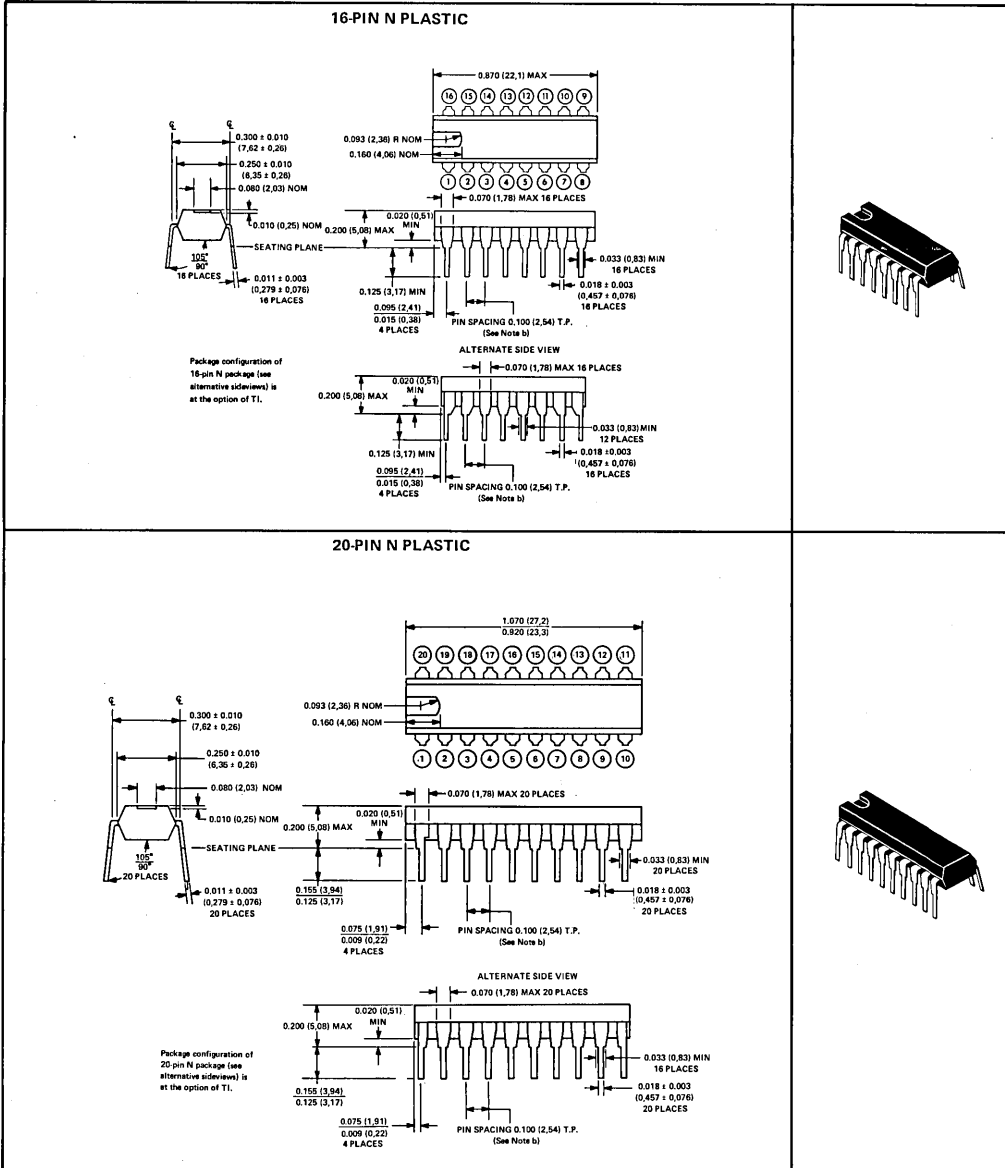 16-PIN N PLASTIC
0.870 (22,1) MAX
16 15 14 13 12 11 10 9
℄ ℄
0.300 ± 0.010
(7,62 ± 0,26)
0.250 ± 0.010
(6,35 ± 0,26)
0.080 (2,03) NOM
0.010 (0,25) NOM
0.093 (2,36) R NOM
0.160 (4,06) NOM
1 2 3 4 5 6 7 8
0.070 (1,78) MAX 16 PLACES
0.020 (0,51)
MIN
0.200 (5,08) MAX
SEATING PLANE
105°
90°
16 PLACES
0.011 ± 0.003
(0,279 ± 0,076)
16 PLACES
0.033 (0,83) MIN
16 PLACES
0.018 ± 0.003
(0,457 ± 0,076)
16 PLACES
0.125 (3,17) MIN
0.095 (2,41)
0.015 (0,38)
4 PLACES
PIN SPACING 0.100 (2,54) T.P.
(See Note b)
ALTERNATE SIDE VIEW
0.070 (1,78) MAX 16 PLACES
Package configuration of
16-pin N package (see
alternative sideviews) is
at the option of TI.
0.020 (0,51)
MIN
0.200 (5,08) MAX
0.033 (0,83) MIN
12 PLACES
0.018 ±0.003
(0,457 ± 0,076)
16 PLACES
0.125 (3,17) MIN
0.095 (2,41)
0.015 (0,38)
4 PLACES
PIN SPACING 0.100 (2,54) T.P.
(See Note b)
20-PIN N PLASTIC
1.070 (27,2)
0.920 (23,3)
20 19 18 17 16 15 14 13 12 11
℄ ℄
0.300 ± 0.010
(7,62 ± 0,26)
0.250 ± 0.010
(6,35 ± 0,26)
0.080 (2,03) NOM
0.010 (0,25) NOM
0.093 (2,36) R NOM
0.160 (4,06) NOM
1 2 3 4 5 6 7 8 9 10
0.070 (1,78) MAX 20 PLACES
0.020 (0,51)
MIN
0.200 (5,08) MAX
SEATING PLANE
105°
90°
20 PLACES
0,011 ± 0.003
(0,279 ± 0,076)
20 PLACES
0.033 (0,83) MIN
20 PLACES
0.018 ± 0.003
(0,457 ± 0,076)
20 PLACES
0.155 (3,94)
0.125 (3,17)
0.075 (1,91)
0.009 (0,22)
4 PLACES
PIN SPACING 0.100 (2,54) T.P.
(See Note b)
ALTERNATE SIDE VIEW
0.070 (1,78) MAX 20 PLACES
0.020 (0,51)
MIN
0.200 (5,08) MAX
Package configuration of
20-pin N package (see
alternative sideviews) is
at the option of TI.
0.033 (0,83) MIN
16 PLACES
0.018 ± 0.003
(0,457 ± 0,076)
20 PLACES
0.155 (3,94)
0.125 (3,17)
0.075 (1,91)
0.009 (0,22)
4 PLACES
PIN SPACING 0.100 (2,54) T.P.
(See Note b)